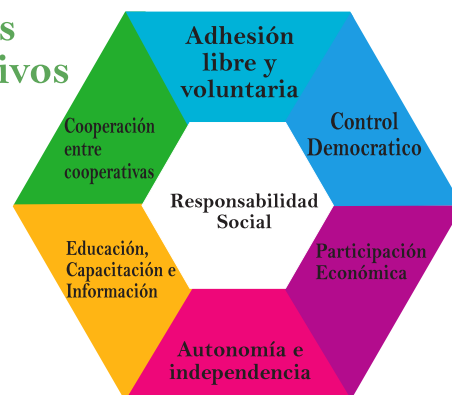 s
ivos
Adhesión
libre y
voluntaria
Control
Democratico
Participación
Económica
Autonomía e
independencia
Educación,
Capacitación e
Información
Cooperación
entre
cooperativas
Responsabilidad
Social